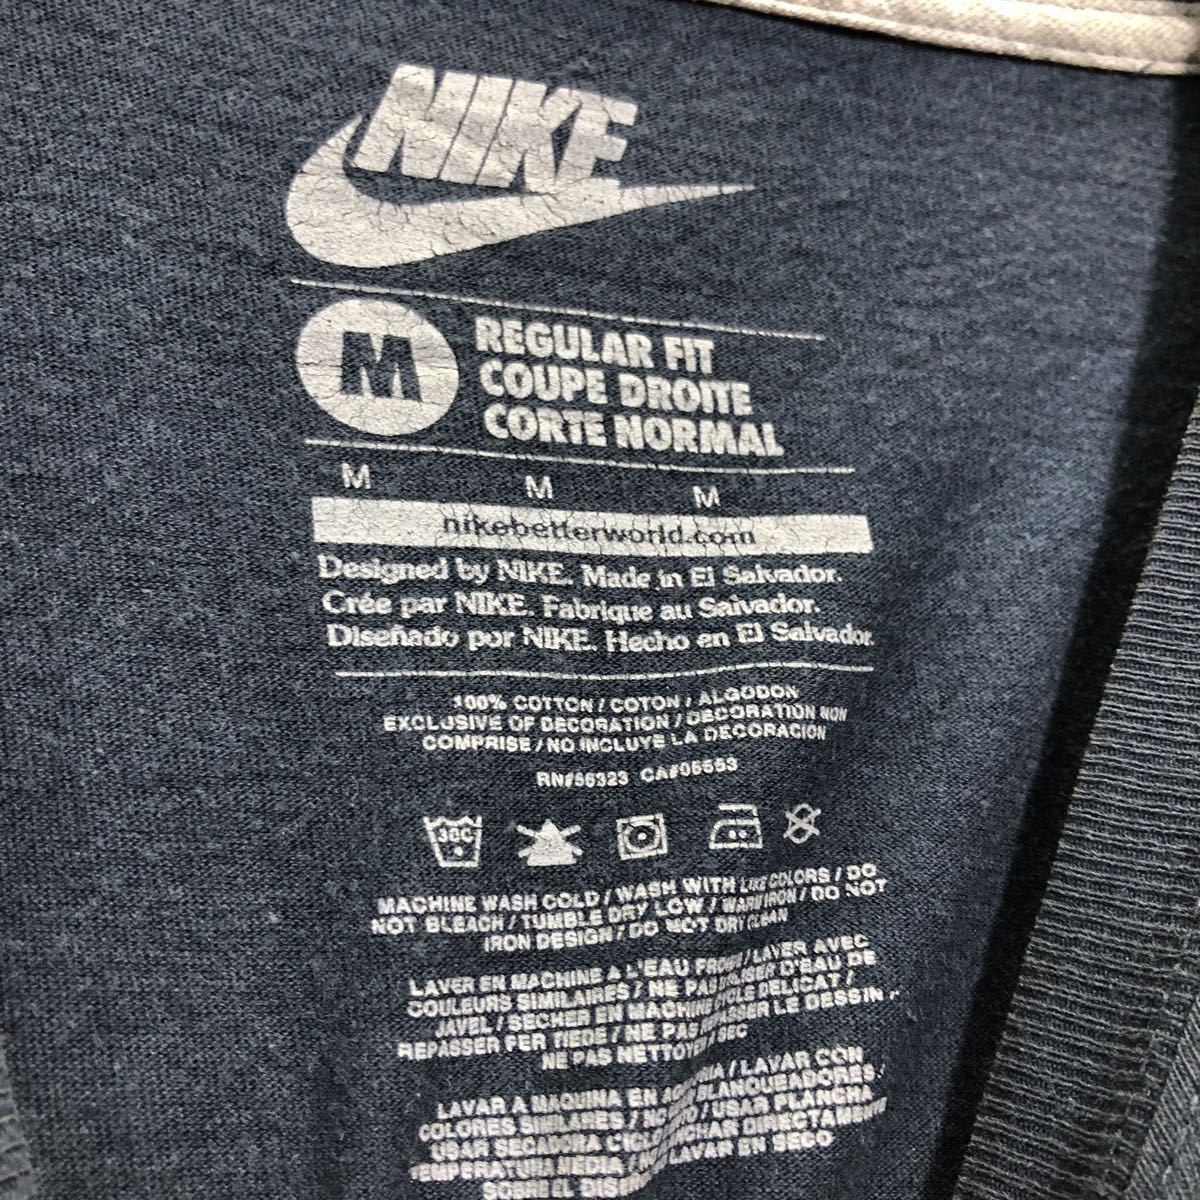 NIKE
M
REGULAR FIT
COUPE DROITE
CORTE NORMAL
M M M
nikebetterworld.com
Designed by NIKE. Made in El Salvador.
Crée par NIKE. Fabrique au Salvador.
Diseñado por NIKE. Hecho en El Salvador.
100% COTTON / COTON / ALGODON
EXCLUSIVE OF DECORATION / DECORATION NON
COMPRISE / NO INCLUYE LA DECORACION
RN#56323 CA#05553
30C
MACHINE WASH COLD / WASH WITH LIKE COLORS / DO
NOT BLEACH / TUMBLE DRY LOW / WARM IRON / DO NOT
IRON DESIGN / DO NOT DRY CLEAN
LAVER EN MACHINE A L'EAU FROIDE / LAVER AVEC
COULEURS SIMILAIRES / NE PAS UTILISER D'EAU DE
JAVEL / SECHER EN MACHINE CYCLE DELICAT /
REPASSER FER TIEDE / NE PAS REPASSER LE DESSIN /
NE PAS NETTOYER SEC
LAVAR A MAQUINA EN AGUA FRIA / LAVAR CON
COLORES SIMILARES / NO BLANQUEADORES /
USAR SECADORA CICLO / USAR PLANCHA
TEMPERATURA MEDIA / PLANCHAR DIRECTAMENTE
SOBRE EL DISEÑO / LAVAR EN SECO